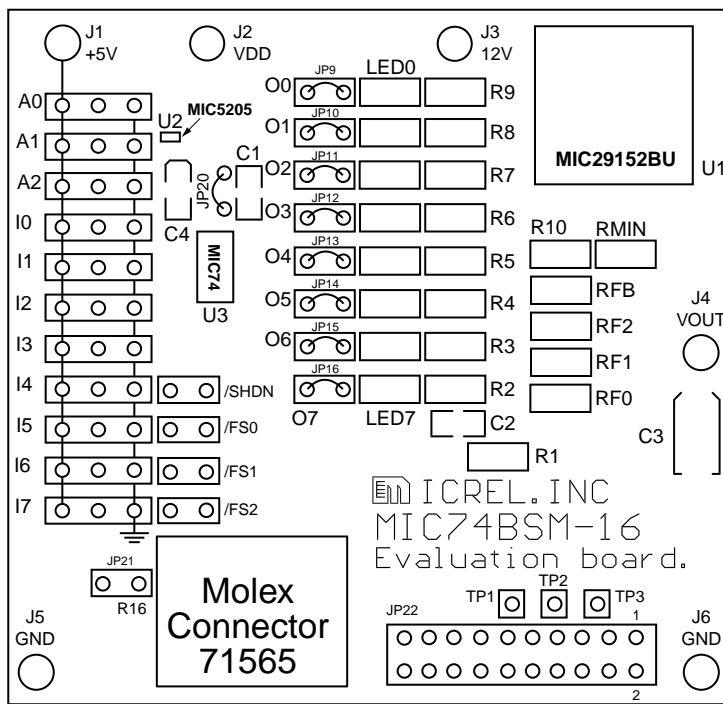 J1
+5V
J2
VDD
J3
12V
A0
A1
A2
I0
I1
I2
I3
I4
I5
I6
I7
U2
MIC5205
C4
JP20
C1
MIC74
U3
/SHDN
/FS0
/FS1
/FS2
O0
JP9
LED0
R9
O1
JP10
R8
O2
JP11
R7
O3
JP12
R6
O4
JP13
R5
O5
JP14
R4
O6
JP15
R3
JP16
R2
O7
LED7
C2
R1
MIC29152BU
U1
R10
RMIN
RFB
RF2
RF1
RF0
J4
VOUT
C3
ICREL.INC
MIC74BSM-16
Evaluation board.
JP21
R16
Molex
Connector
71565
J5
GND
TP1
TP2
TP3
JP22
1
2
J6
GND